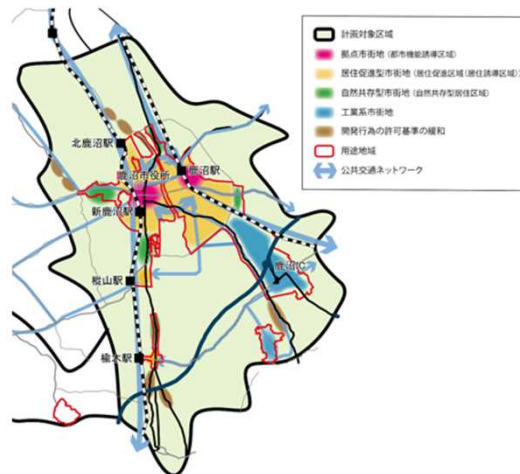 計画対象区域
拠点市街地（都市機能誘導区域）
居住促進型市街地（居住促進区域（居住誘導区域））
自然共存型市街地（自然共存型居住区域）
工業系市街地
開発行為の許可基準の緩和
用途地域
公共交通ネットワーク
北鹿沼駅
鹿沼駅
鹿沼市役所
新鹿沼駅
鹿沼IC
樅山駅
楡木駅